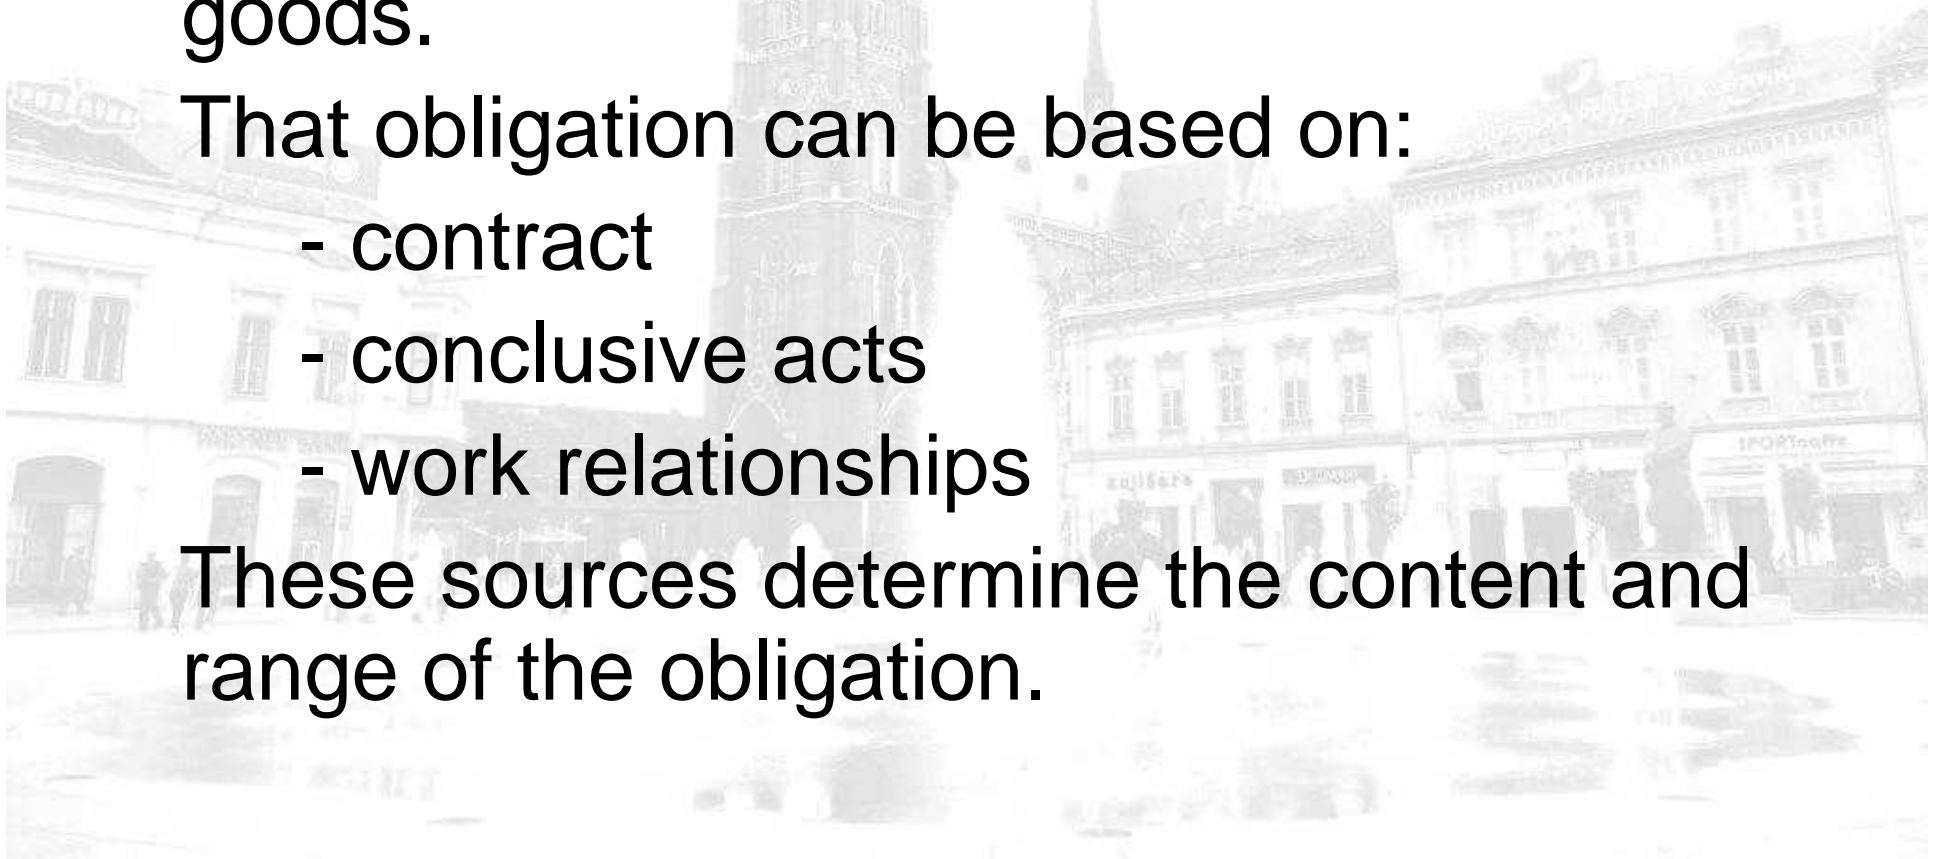 goods.
That obligation can be based on:
- contract
- conclusive acts
- work relationships
These sources determine the content and
range of the obligation.
SPORTcaffe